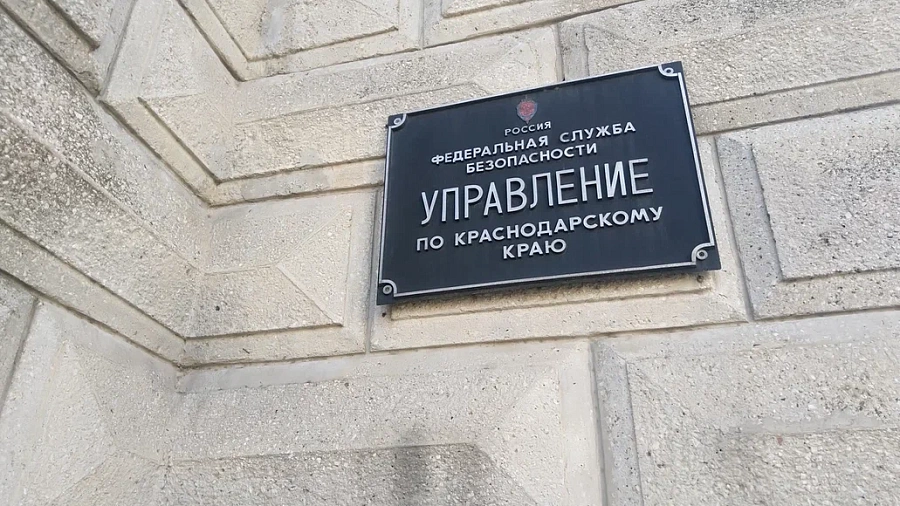 РОССИЯ
ФЕДЕРАЛЬНАЯ СЛУЖБА
БЕЗОПАСНОСТИ
УПРАВЛЕНИЕ
ПО КРАСНОДАРСКОМУ
КРАЮ